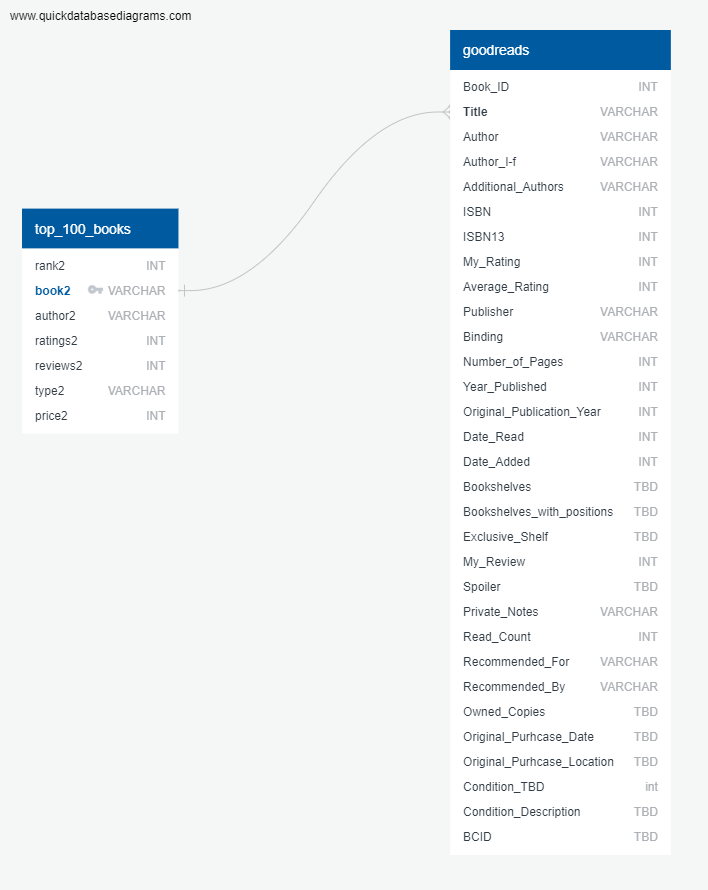 www.quickdatabasediagrams.com
goodreads
Book_ID INT
Title VARCHAR
Author VARCHAR
Author_l-f VARCHAR
Additional_Authors VARCHAR
ISBN INT
ISBN13 INT
My_Rating INT
Average_Rating INT
Publisher VARCHAR
Binding VARCHAR
Number_of_Pages INT
Year_Published INT
Original_Publication_Year INT
Date_Read INT
Date_Added INT
Bookshelves TBD
Bookshelves_with_positions TBD
Exclusive_Shelf TBD
My_Review INT
Spoiler TBD
Private_Notes VARCHAR
Read_Count INT
Recommended_For VARCHAR
Recommended_By VARCHAR
Owned_Copies TBD
Original_Purhcase_Date TBD
Original_Purhcase_Location TBD
Condition_TBD int
Condition_Description TBD
BCID TBD
top_100_books
rank2 INT
book2 VARCHAR
author2 VARCHAR
ratings2 INT
reviews2 INT
type2 VARCHAR
price2 INT